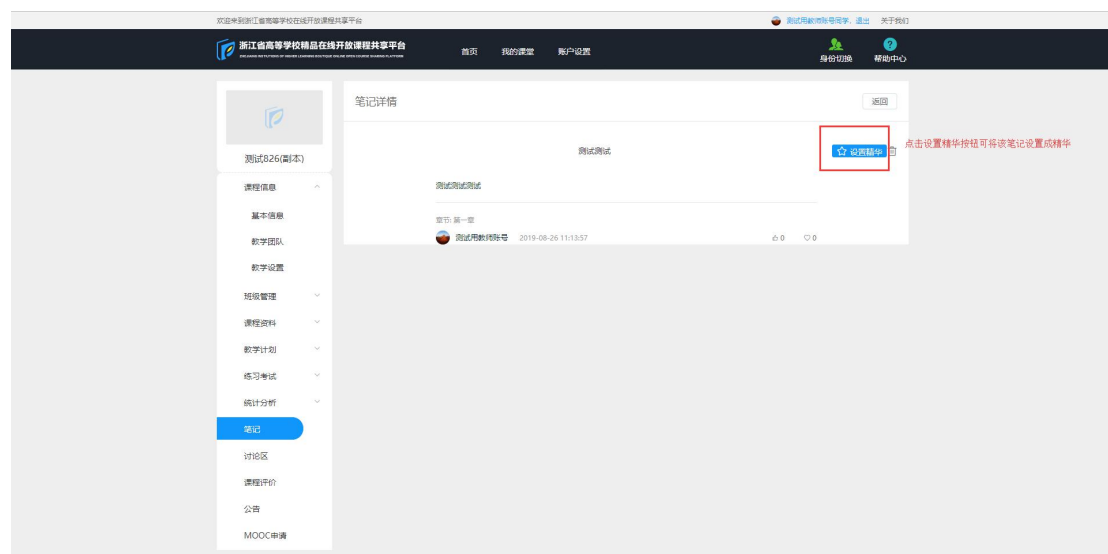 欢迎来到浙江省高等学校在线开放课程共享平台
测试用教师账号同学，退出 关于我们
浙江省高等学校精品在线开放课程共享平台
首页 我的课堂 账户设置
身份切换 帮助中心
笔记详情 返回
测试826(副本)
测试测试
设置精华
点击设置精华按钮可将该笔记设置成精华
课程信息
测试测试测试
基本信息
章节: 第一章
教学团队
测试用教师账号 2019-08-26 11:13:57 0 0
教学设置
班级管理
课程资料
教学计划
练习考试
统计分析
笔记
讨论区
课程评价
公告
MOOC申请